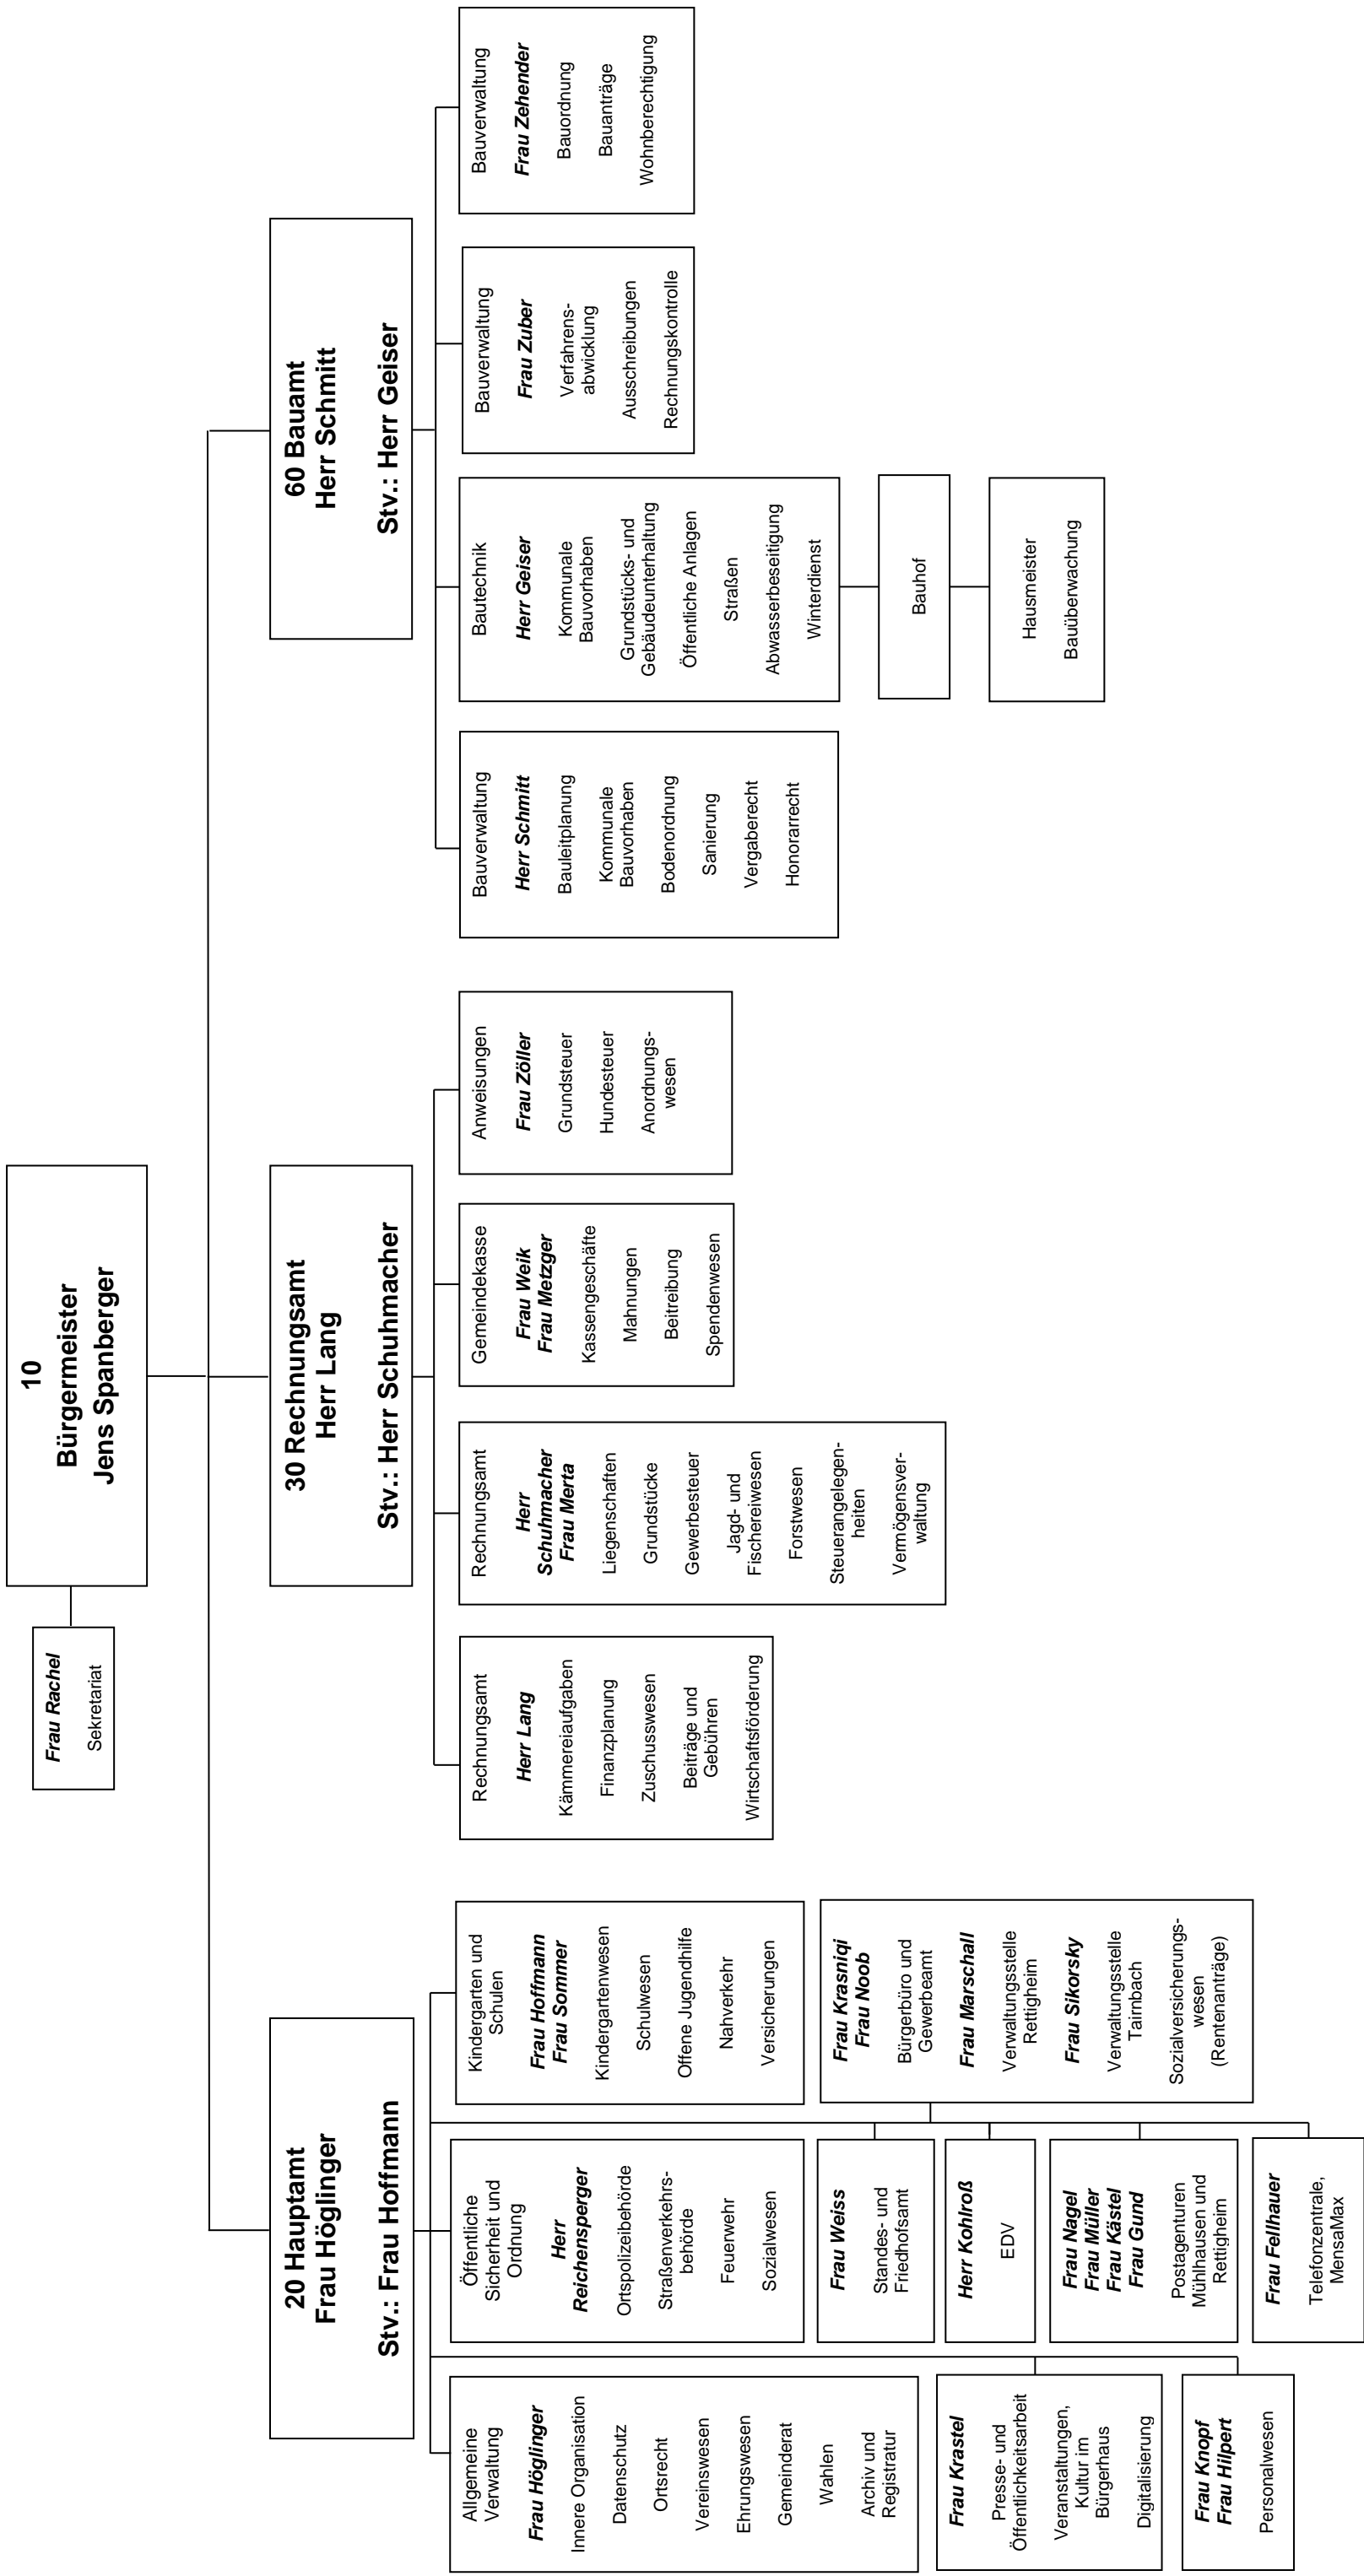 10
Bürgermeister
Jens Spanberger
Frau Rachel
Sekretariat
20 Hauptamt
Frau Höglinger
Stv.: Frau Hoffmann
30 Rechnungsamt
Herr Lang
Stv.: Herr Schuhmacher
60 Bauamt
Herr Schmitt
Stv.: Herr Geiser
Allgemeine
Verwaltung
Frau Höglinger
Innere Organisation
Datenschutz
Ortsrecht
Vereinswesen
Ehrungswesen
Gemeinderat
Wahlen
Archiv und
Registratur
Frau Krastel
Presse- und
Öffentlichkeitsarbeit
Veranstaltungen,
Kultur im
Bürgerhaus
Digitalisierung
Frau Knopf
Frau Hilpert
Personalwesen
Öffentliche
Sicherheit und
Ordnung
Herr
Reichensperger
Ortspolizeibehörde
Straßenverkehrs-
behörde
Feuerwehr
Sozialwesen
Frau Weiss
Standes- und
Friedhofsamt
Herr Kohlroß
EDV
Frau Nagel
Frau Müller
Frau Kästel
Frau Gund
Postagenturen
Mühlhausen und
Rettigheim
Frau Fellhauer
Telefonzentrale,
MensaMax
Kindergarten und
Schulen
Frau Hoffmann
Frau Sommer
Kindergartenwesen
Schulwesen
Offene Jugendhilfe
Nahverkehr
Versicherungen
Frau Krasniqi
Frau Noob
Bürgerbüro und
Gewerbeamt
Frau Marschall
Verwaltungsstelle
Rettigheim
Frau Sikorsky
Verwaltungsstelle
Tairnbach
Sozialversicherungs-
wesen
(Rentenanträge)
Rechnungsamt
Herr Lang
Kämmereiaufgaben
Finanzplanung
Zuschusswesen
Beiträge und
Gebühren
Wirtschaftsförderung
Rechnungsamt
Herr
Schuhmacher
Frau Merta
Liegenschaften
Grundstücke
Gewerbesteuer
Jagd- und
Fischereiwesen
Forstwesen
Steuerangelegen-
heiten
Vermögensver-
waltung
Gemeindekasse
Frau Weik
Frau Metzger
Kassengeschäfte
Mahnungen
Beitreibung
Spendenwesen
Anweisungen
Frau Zöller
Grundsteuer
Hundesteuer
Anordnungs-
wesen
Bauverwaltung
Herr Schmitt
Bauleitplanung
Kommunale
Bauvorhaben
Bodenordnung
Sanierung
Vergaberecht
Honorarrecht
Bautechnik
Herr Geiser
Kommunale
Bauvorhaben
Grundstücks- und
Gebäudeunterhaltung
Öffentliche Anlagen
Straßen
Abwasserbeseitigung
Winterdienst
Bauhof
Hausmeister
Bauüberwachung
Bauverwaltung
Frau Zuber
Verfahrens-
abwicklung
Ausschreibungen
Rechnungskontrolle
Bauverwaltung
Frau Zehender
Bauordnung
Bauanträge
Wohnberechtigung